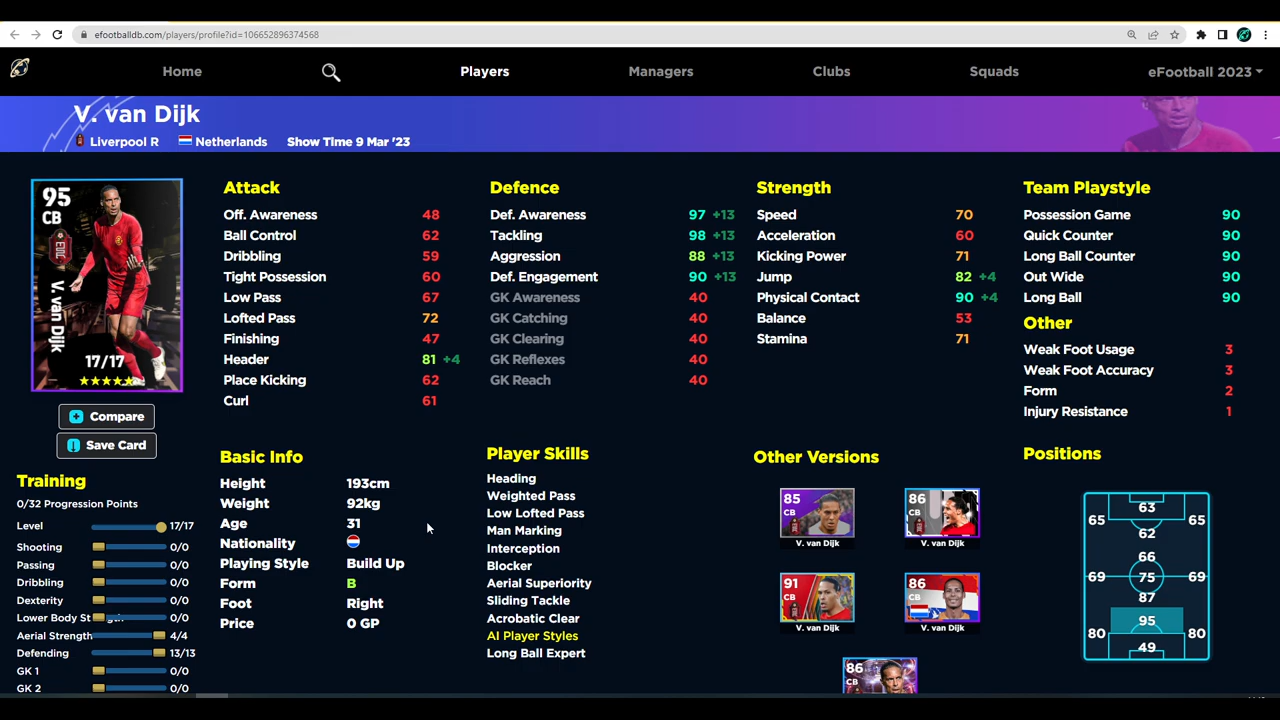 efootballdb.com/players/profile?id=106652896374568
Home Players Managers Clubs Squads eFootball 2023
V. van Dijk
Liverpool R Netherlands Show Time 9 Mar '23
95
CB
V. van Dijk
17/17
Compare
Save Card
Training
0/32 Progression Points
Level 17/17
Shooting 0/0
Passing 0/0
Dribbling 0/0
Dexterity 0/0
Lower Body Strength 0/0
Aerial Strength 4/4
Defending 13/13
GK 1 0/0
GK 2 0/0
Attack
Off. Awareness 48
Ball Control 62
Dribbling 59
Tight Possession 60
Low Pass 67
Lofted Pass 72
Finishing 47
Header 81 +4
Place Kicking 62
Curl 61
Defence
Def. Awareness 97 +13
Tackling 98 +13
Aggression 88 +13
Def. Engagement 90 +13
GK Awareness 40
GK Catching 40
GK Clearing 40
GK Reflexes 40
GK Reach 40
Strength
Speed 70
Acceleration 60
Kicking Power 71
Jump 82 +4
Physical Contact 90 +4
Balance 53
Stamina 71
Team Playstyle
Possession Game 90
Quick Counter 90
Long Ball Counter 90
Out Wide 90
Long Ball 90
Other
Weak Foot Usage 3
Weak Foot Accuracy 3
Form 2
Injury Resistance 1
Basic Info
Height 193cm
Weight 92kg
Age 31
Nationality
Playing Style Build Up
Form B
Foot Right
Price 0 GP
Player Skills
Heading
Weighted Pass
Low Lofted Pass
Man Marking
Interception
Blocker
Aerial Superiority
Sliding Tackle
Acrobatic Clear
AI Player Styles
Long Ball Expert
Other Versions
85
CB
V. van Dijk
86
CB
V. van Dijk
91
CB
V. van Dijk
86
CB
V. van Dijk
86
CB
Positions
63
65 65
62
66
69 75 69
87
95
80 80
49